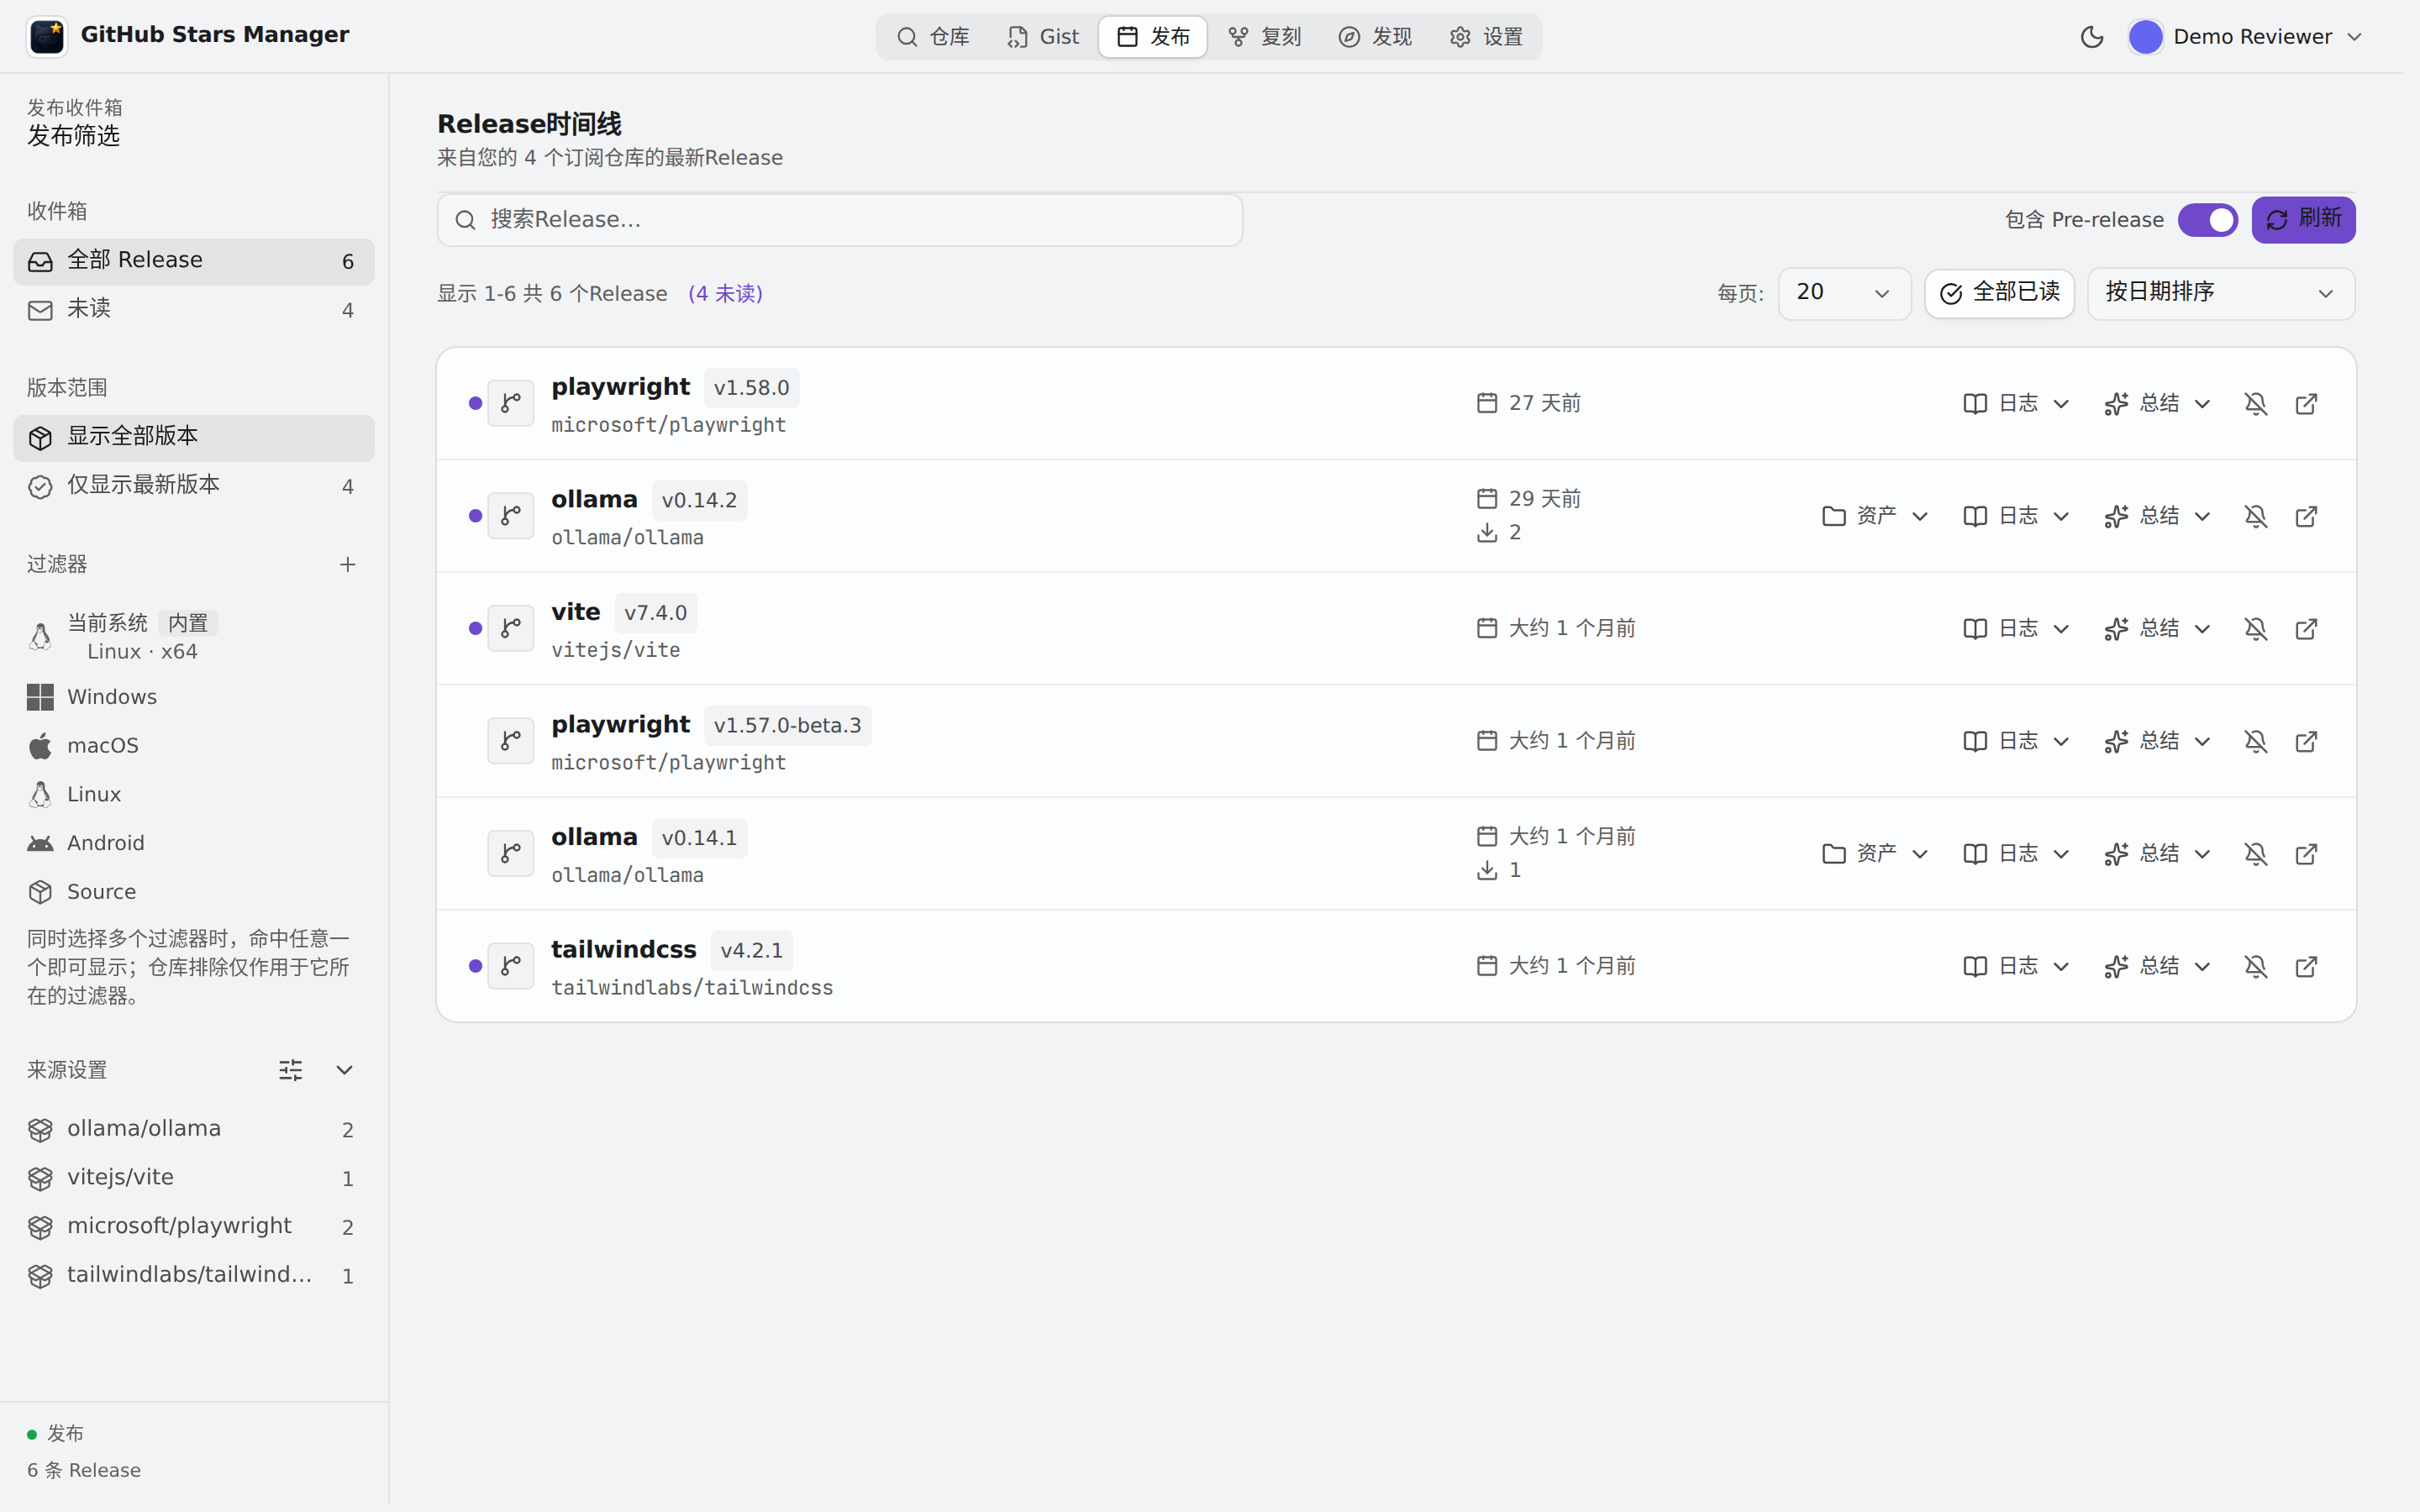 GitHub Stars Manager
仓库
Gist
发布
复刻
发现
设置
Demo Reviewer
发布收件箱
发布筛选
收件箱
全部 Release 6
未读 4
版本范围
显示全部版本
仅显示最新版本 4
过滤器
当前系统 内置
Linux · x64
Windows
macOS
Linux
Android
Source
同时选择多个过滤器时，命中任意一
个即可显示；仓库排除仅作用于它所
在的过滤器。
来源设置
ollama/ollama 2
vitejs/vite 1
microsoft/playwright 2
tailwindlabs/tailwind... 1
发布
6 条 Release
Release时间线
来自您的 4 个订阅仓库的最新Release
搜索Release...
包含 Pre-release
刷新
显示 1-6 共 6 个Release (4 未读)
每页: 20
全部已读
按日期排序
playwright v1.58.0
microsoft/playwright
27 天前
日志 总结
ollama v0.14.2
ollama/ollama
29 天前
2
资产 日志 总结
vite v7.4.0
vitejs/vite
大约 1 个月前
日志 总结
playwright v1.57.0-beta.3
microsoft/playwright
大约 1 个月前
日志 总结
ollama v0.14.1
ollama/ollama
大约 1 个月前
1
资产 日志 总结
tailwindcss v4.2.1
tailwindlabs/tailwindcss
大约 1 个月前
日志 总结